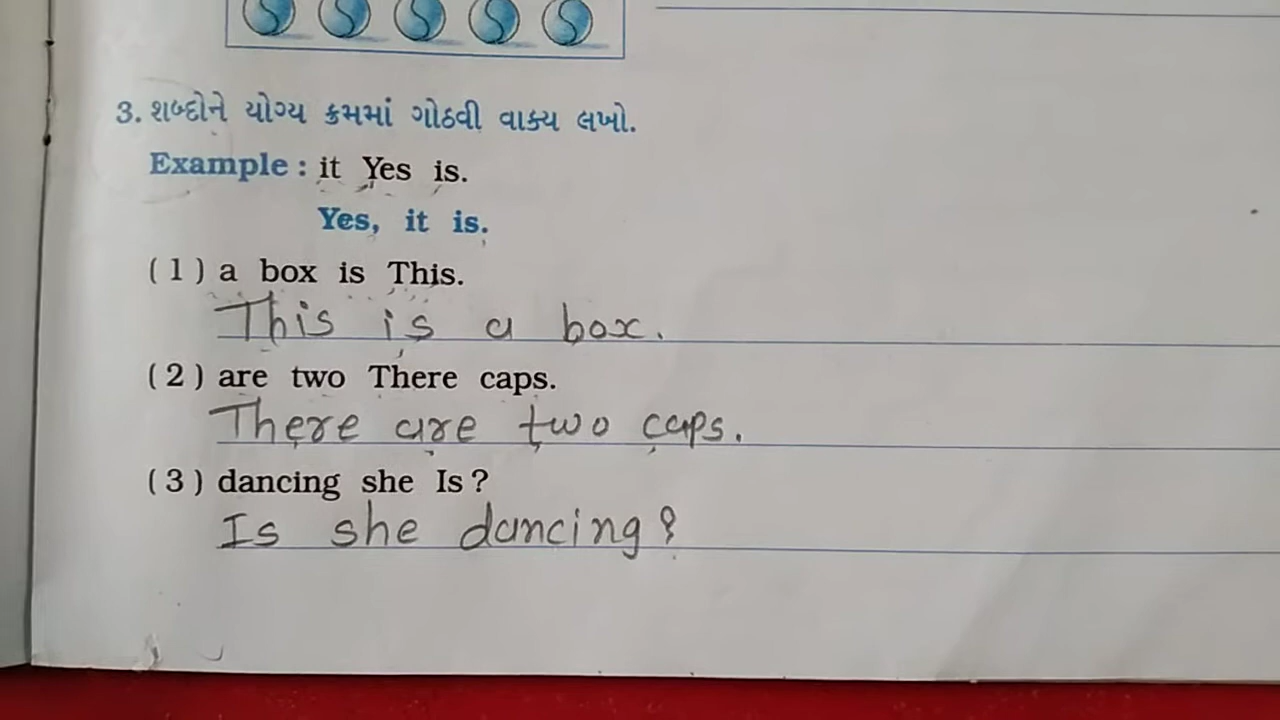 3. શબ્દોને યોગ્ય ક્રમમાં ગોઠવી વાક્ય લખો.
Example : it Yes is.
Yes, it is.
( 1 ) a box is This.
This is a box.
( 2 ) are two There caps.
There are two caps.
( 3 ) dancing she Is ?
Is she dancing?